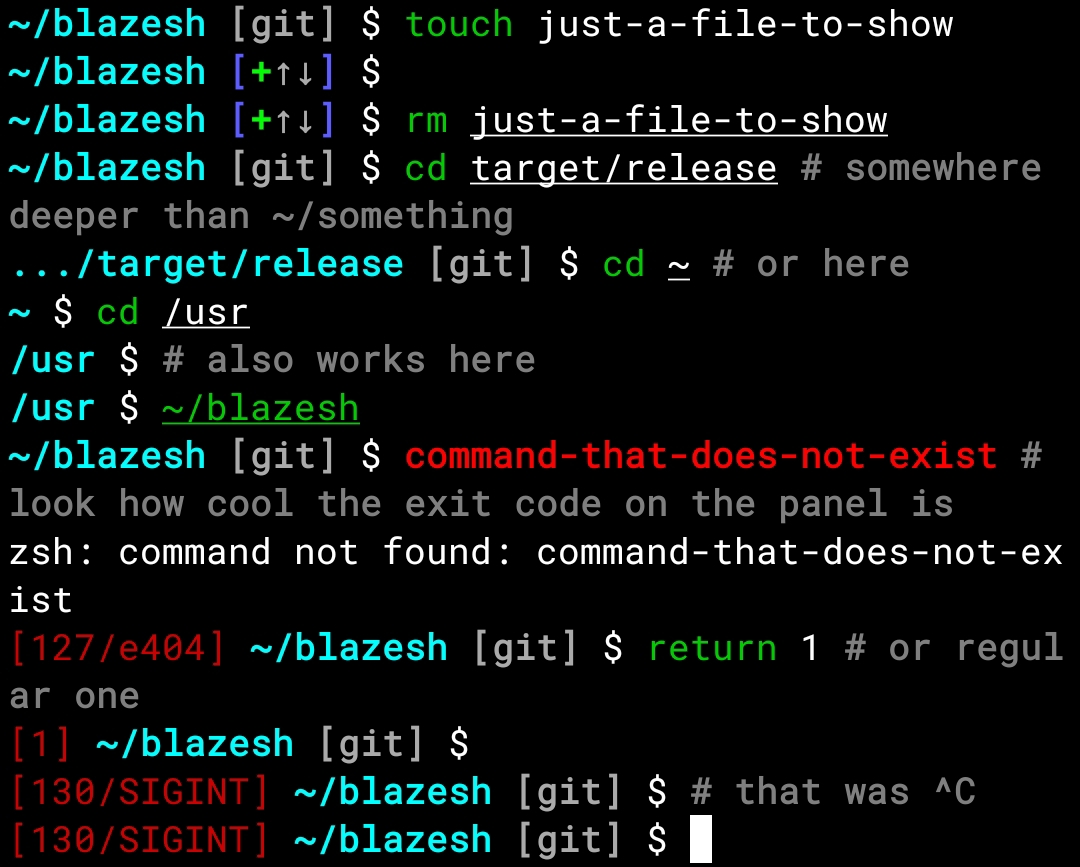 ~/blazesh [git] $ touch just-a-file-to-show
~/blazesh [+↑↓] $
~/blazesh [+↑↓] $ rm just-a-file-to-show
~/blazesh [git] $ cd target/release # somewhere
deeper than ~/something
.../target/release [git] $ cd ~ # or here
~ $ cd /usr
/usr $ # also works here
/usr $ ~/blazesh
~/blazesh [git] $ command-that-does-not-exist #
look how cool the exit code on the panel is
zsh: command not found: command-that-does-not-ex
ist
[127/e404] ~/blazesh [git] $ return 1 # or regul
ar one
[1] ~/blazesh [git] $
[130/SIGINT] ~/blazesh [git] $ # that was ^C
[130/SIGINT] ~/blazesh [git] $